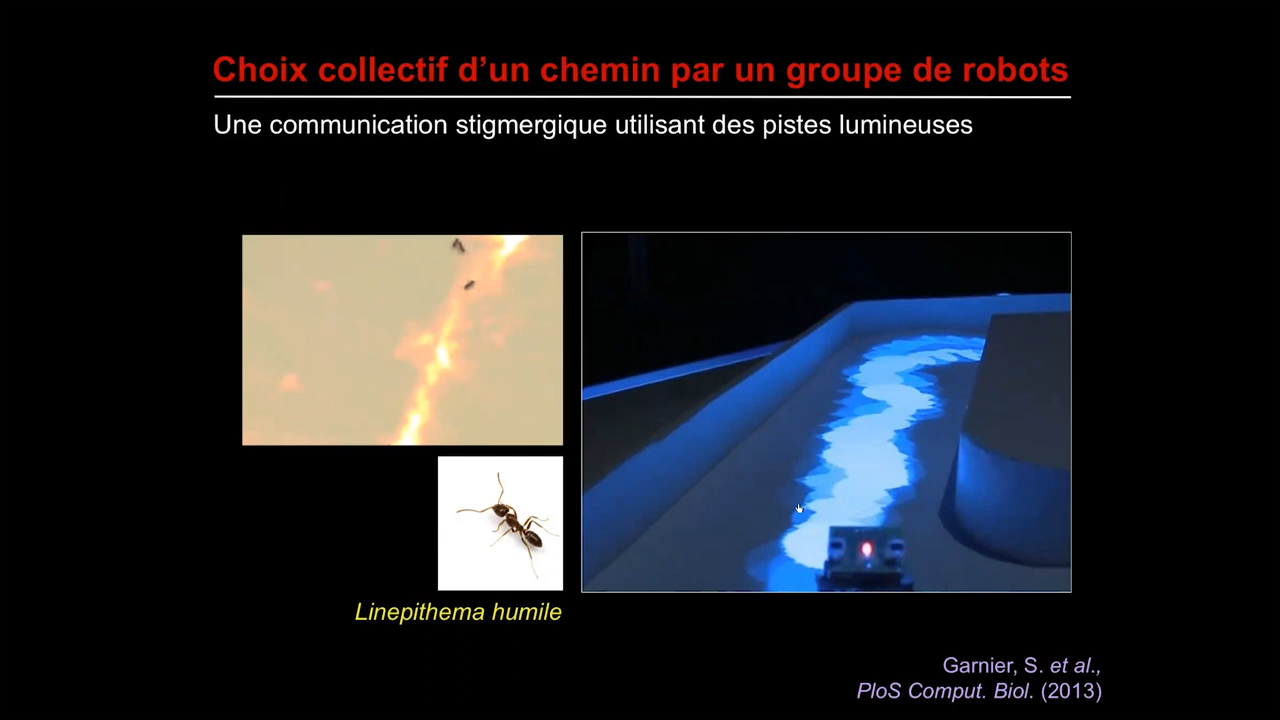 Choix collectif d’un chemin par un groupe de robots
Une communication stigmergique utilisant des pistes lumineuses
Linepithema humile
Garnier, S. et al.,
PloS Comput. Biol. (2013)